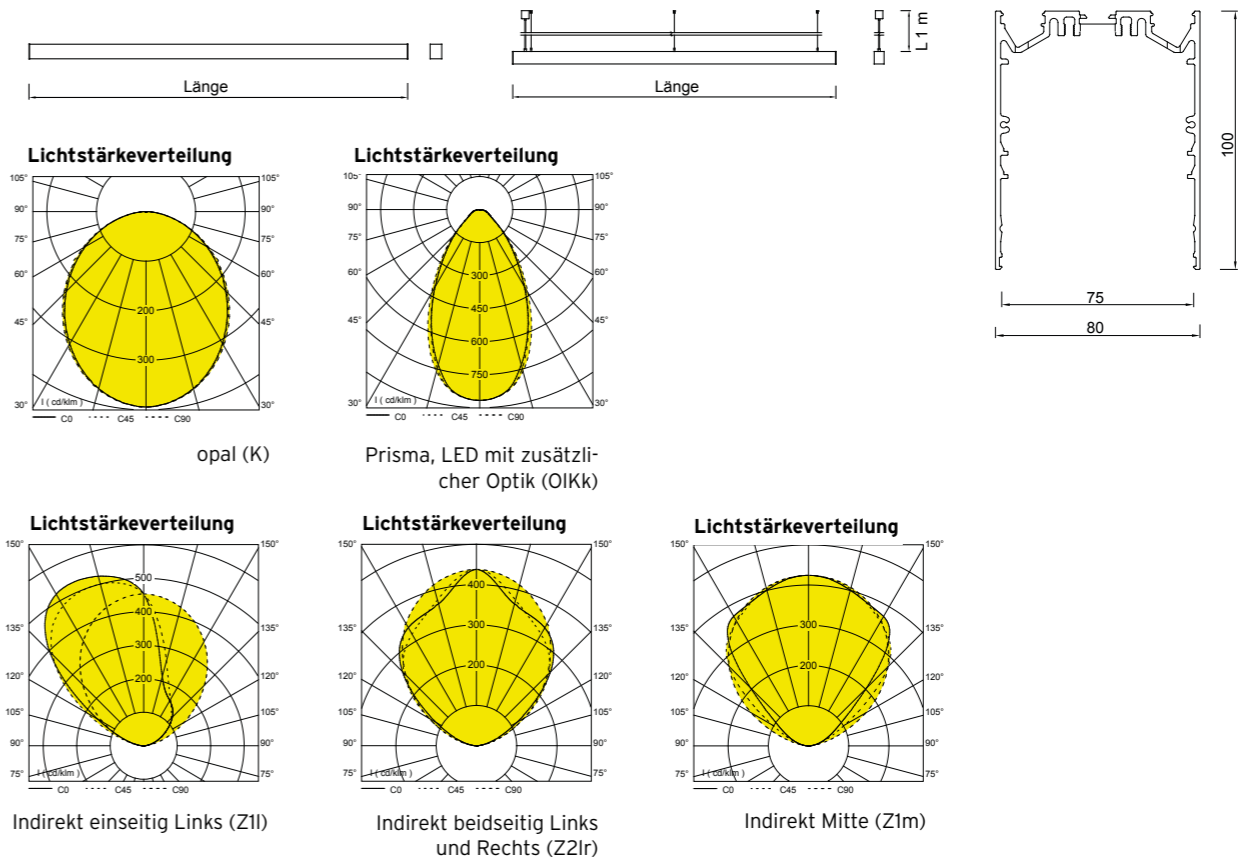 Länge
Länge
L 1 m
100
75
80
Lichtstärkeverteilung
105° 105°
90° 90°
75° 75°
60° 60°
45° 45°
30° 30°
200
300
I ( cd/klm )
C0 C45 C90
opal (K)
Lichtstärkeverteilung
105°
90° 90°
75° 75°
60° 60°
45° 45°
30° 30°
300
450
600
750
I ( cd/klm )
C0 C45 C90
Prisma, LED mit zusätzli-
cher Optik (OIKk)
Lichtstärkeverteilung
150° 150°
135° 135°
120° 120°
105° 105°
90° 90°
75° 75°
500
400
300
200
I ( cd/klm )
C0 C45 C90
Indirekt einseitig Links (Z1l)
Lichtstärkeverteilung
150° 150°
135° 135°
120° 120°
105° 105°
90° 90°
75° 75°
400
300
200
I ( cd/klm )
C0 C45 C90
Indirekt beidseitig Links
und Rechts (Z2lr)
Lichtstärkeverteilung
150° 150°
135° 135°
120° 120°
105° 105°
90° 90°
75° 75°
300
200
I ( cd/klm )
C0 C45 C90
Indirekt Mitte (Z1m)